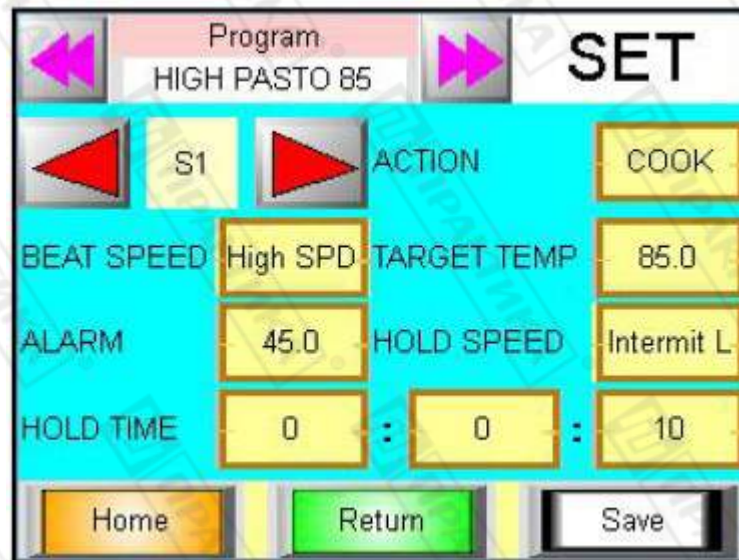 Program
HIGH PASTO 85
SET
S1 ACTION COOK
BEAT SPEED High SPD TARGET TEMP 85.0
ALARM 45.0 HOLD SPEED Intermit L
HOLD TIME 0 : 0 : 10
Home Return Save
ПРАКТИКА